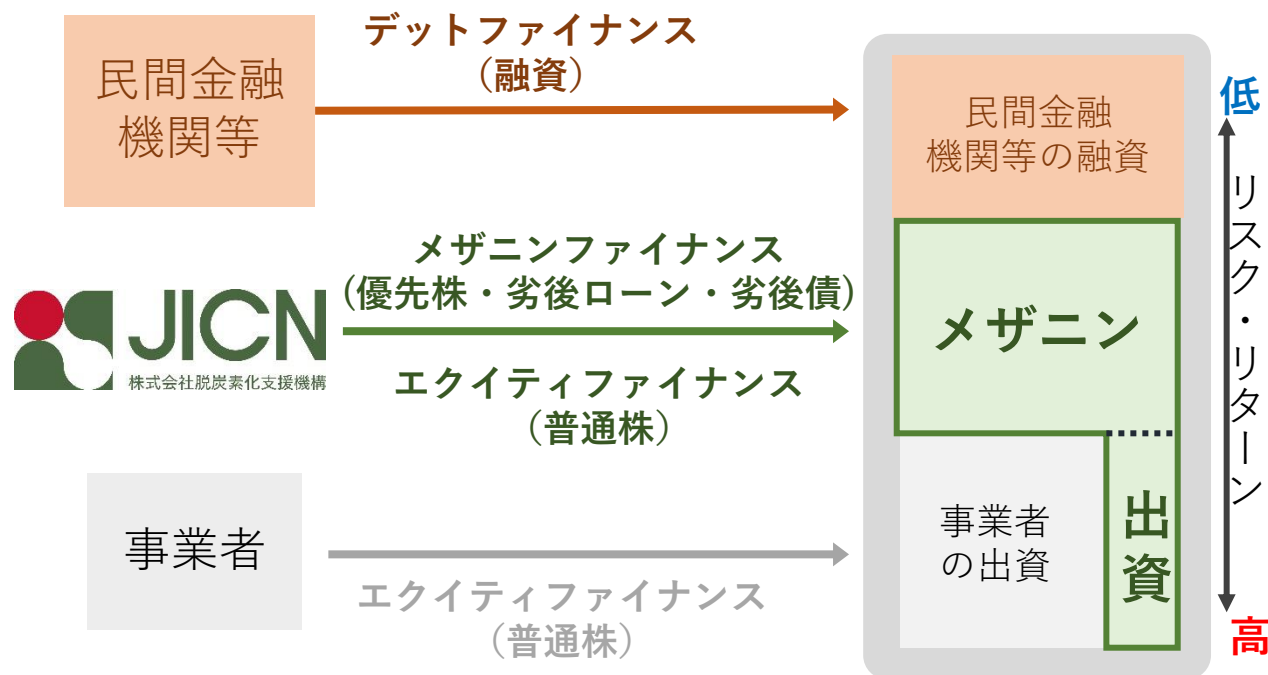 民間金融
機関等
デットファイナンス
(融資)
民間金融
機関等の融資
低
リスク・リターン
高
JICN
株式会社脱炭素化支援機構
メザニンファイナンス
(優先株・劣後ローン・劣後債)
エクイティファイナンス
(普通株)
メザニン
事業者
エクイティファイナンス
(普通株)
事業者
の出資
出資